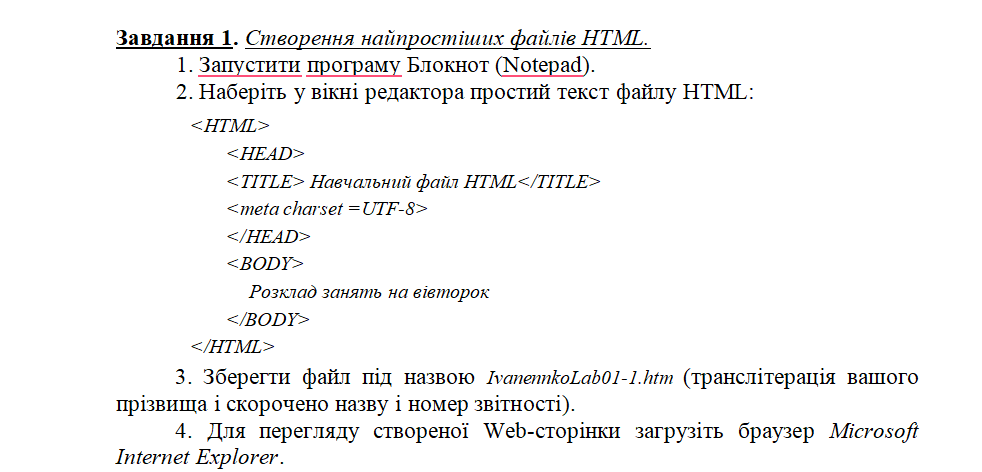 Завдання 1. Створення найпростіших файлів HTML.
1. Запустити програму Блокнот (Notepad).
2. Наберіть у вікні редактора простий текст файлу HTML:
<HTML>
<HEAD>
<TITLE> Навчальний файл HTML</TITLE>
<meta charset =UTF-8>
</HEAD>
<BODY>
Розклад занять на вівторок
</BODY>
</HTML>
3. Зберегти файл під назвою IvanennkoLab01-1.htm (транслітерація вашого
прізвища і скорочено назву і номер звітності).
4. Для перегляду створеної Web-сторінки загрузіть браузер Microsoft
Internet Explorer.